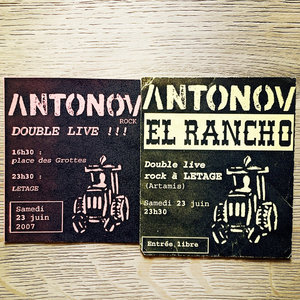 ANTONOV
ROCK
DOUBLE LIVE !!!
16h30 :
place des Grottes
23h30 :
LETAGE
Samedi
23 juin
2007
ANTONOV
EL RANCHO
Double live
rock à LETAGE
(Artamis)
Samedi 23 juin
23h30
Entrée libre